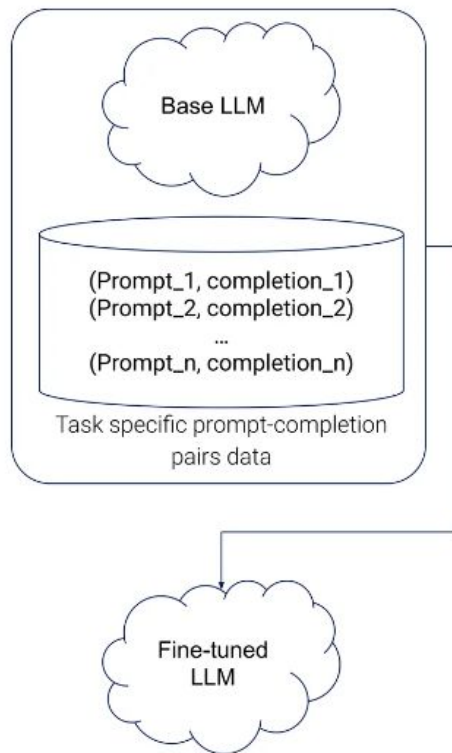 Base LLM
(Prompt_1, completion_1)
(Prompt_2, completion_2)
...
(Prompt_n, completion_n)
Task specific prompt-completion
pairs data
Fine-tuned
LLM